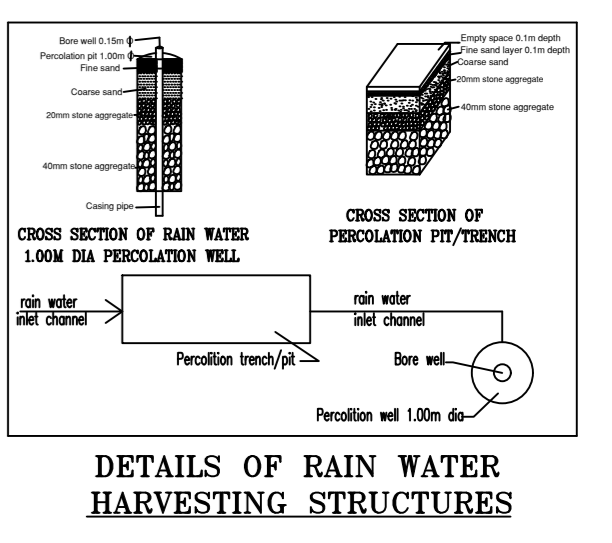 Bore well 0.15m ϕ
Percolation pit 1.00m ϕ
Fine sand
Coarse sand
20mm stone aggregate
40mm stone aggregate
Casing pipe
CROSS SECTION OF RAIN WATER
1.00M DIA PERCOLATION WELL
Empty space 0.1m depth
Fine sand layer 0.1m depth
Coarse sand
20mm stone aggregate
40mm stone aggregate
CROSS SECTION OF
PERCOLATION PIT/TRENCH
rain water
inlet channel
Percolition trench/pit
rain water
inlet channel
Bore well
Percolition well 1.00m dia
DETAILS OF RAIN WATER
HARVESTING STRUCTURES